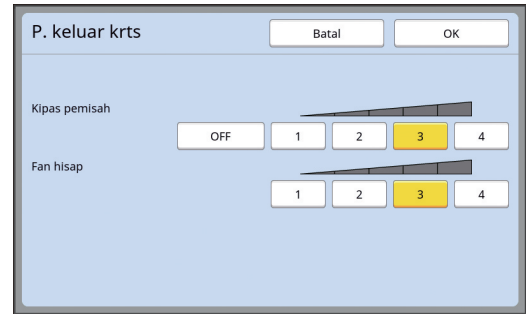 P. keluar krts Batal OK
Kipas pemisah
OFF 1 2 3 4
Fan hisap
1 2 3 4